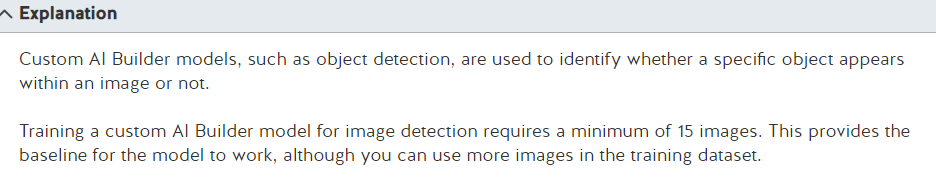 Explanation
Custom AI Builder models, such as object detection, are used to identify whether a specific object appears
within an image or not.
Training a custom AI Builder model for image detection requires a minimum of 15 images. This provides the
baseline for the model to work, although you can use more images in the training dataset.